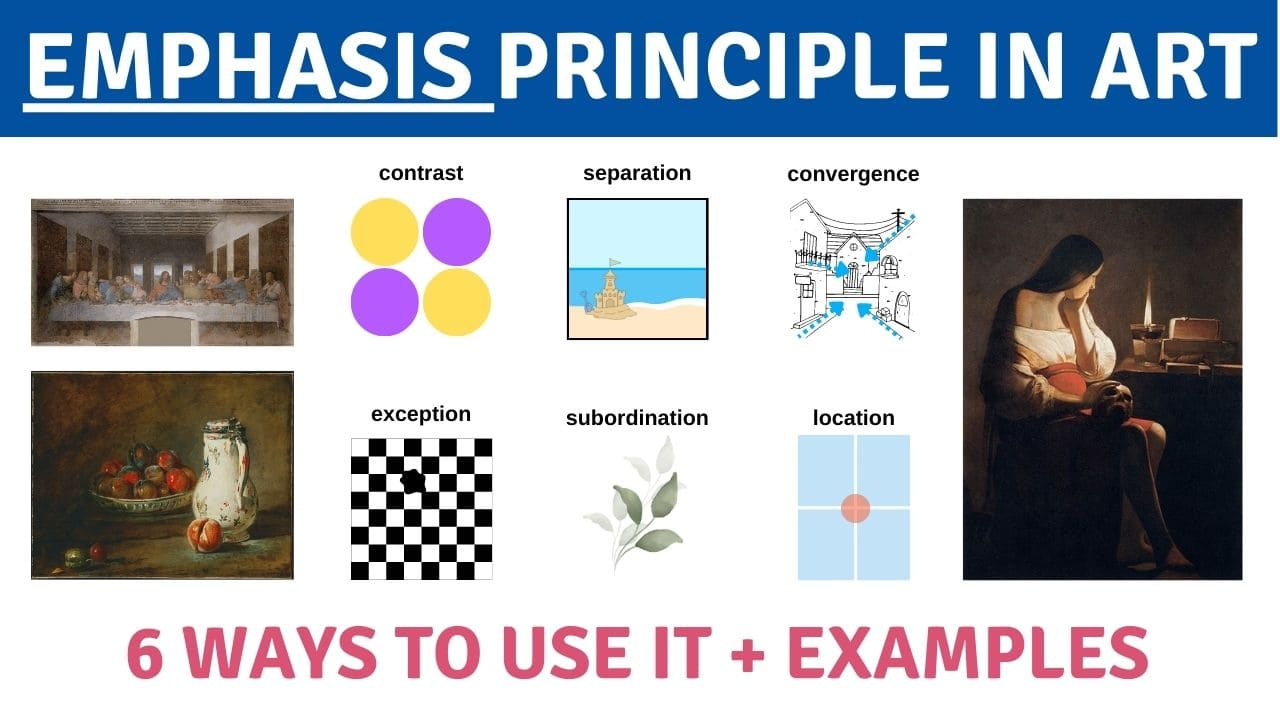 EMPHASIS PRINCIPLE IN ART
contrast
separation
convergence
exception
subordination
location
6 WAYS TO USE IT + EXAMPLES